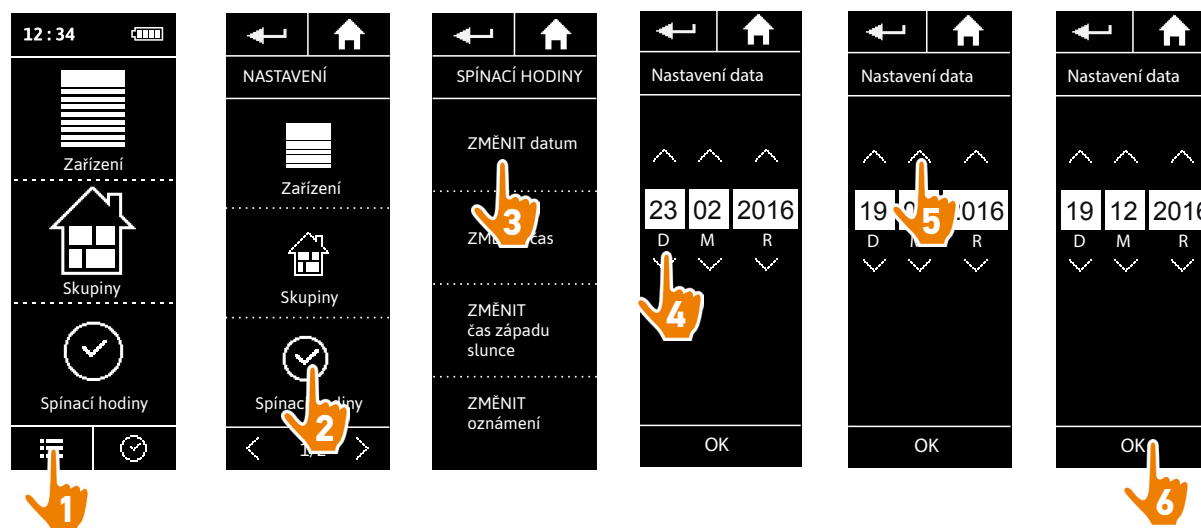 12:34
Zařízení
Skupiny
Spínací hodiny
1
NASTAVENÍ
Zařízení
Skupiny
2
SPÍNACÍ HODINY
ZMĚNIT datum
3
čas
ZMĚNIT
čas západu
slunce
ZMĚNIT
oznámení
Nastavení data
23 02 2016
D M R
4
OK
Nastavení data
19
5
D R
OK
Nastavení data
19 12 2016
D M R
OK
6